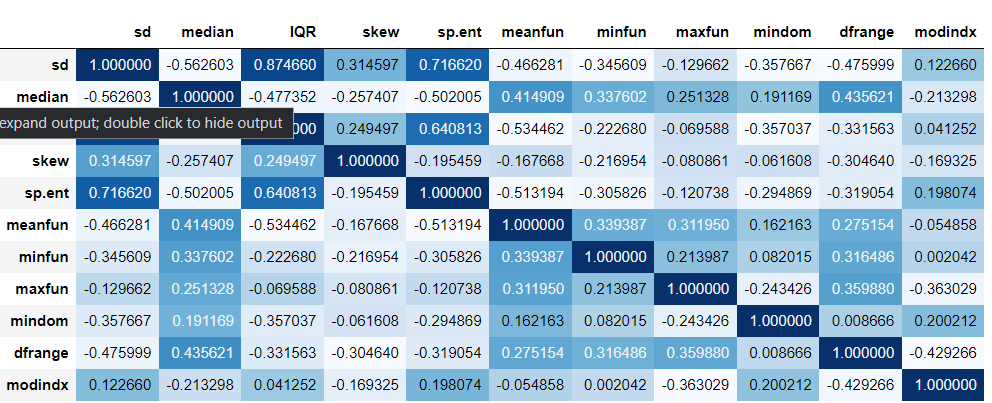 sd median IQR skew sp.ent meanfun minfun maxfun mindom dfrange modindx
sd 1.000000 -0.562603 0.874660 0.314597 0.716620 -0.466281 -0.345609 -0.129662 -0.357667 -0.475999 0.122660
median -0.562603 1.000000 -0.477352 -0.257407 -0.502005 0.414909 0.337602 0.251328 0.191169 0.435621 -0.213298
expand output; double click to hide output 000 0.249497 0.640813 -0.534462 -0.222680 -0.069588 -0.357037 -0.331563 0.041252
skew 0.314597 -0.257407 0.249497 1.000000 -0.195459 -0.167668 -0.216954 -0.080861 -0.061608 -0.304640 -0.169325
sp.ent 0.716620 -0.502005 0.640813 -0.195459 1.000000 -0.513194 -0.305826 -0.120738 -0.294869 -0.319054 0.198074
meanfun -0.466281 0.414909 -0.534462 -0.167668 -0.513194 1.000000 0.339387 0.311950 0.162163 0.275154 -0.054858
minfun -0.345609 0.337602 -0.222680 -0.216954 -0.305826 0.339387 1.000000 0.213987 0.082015 0.316486 0.002042
maxfun -0.129662 0.251328 -0.069588 -0.080861 -0.120738 0.311950 0.213987 1.000000 -0.243426 0.359880 -0.363029
mindom -0.357667 0.191169 -0.357037 -0.061608 -0.294869 0.162163 0.082015 -0.243426 1.000000 0.008666 0.200212
dfrange -0.475999 0.435621 -0.331563 -0.304640 -0.319054 0.275154 0.316486 0.359880 0.008666 1.000000 -0.429266
modindx 0.122660 -0.213298 0.041252 -0.169325 0.198074 -0.054858 0.002042 -0.363029 0.200212 -0.429266 1.000000